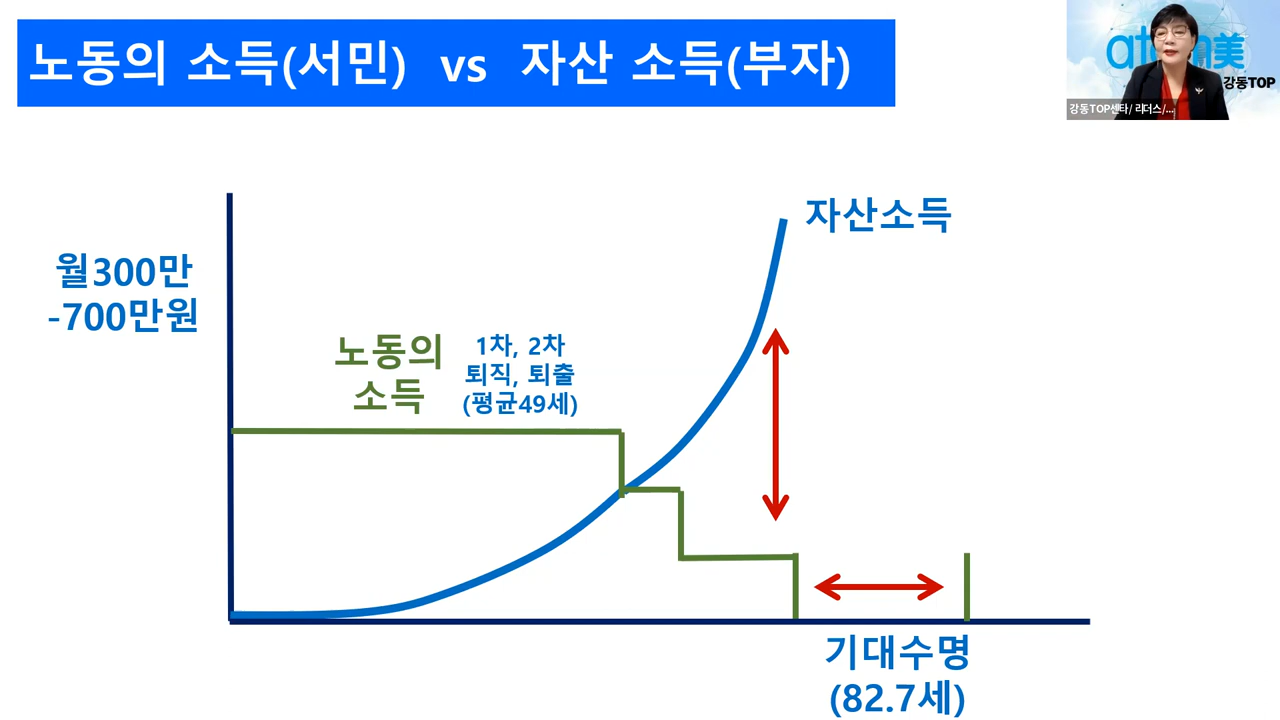 노동의 소득(서민) vs 자산 소득(부자)
강동TOP
강동TOP센타/ 리더스/...
자산소득
월300만
-700만원
노동의
소득
1차, 2차
퇴직, 퇴출
(평균49세)
기대수명
(82.7세)